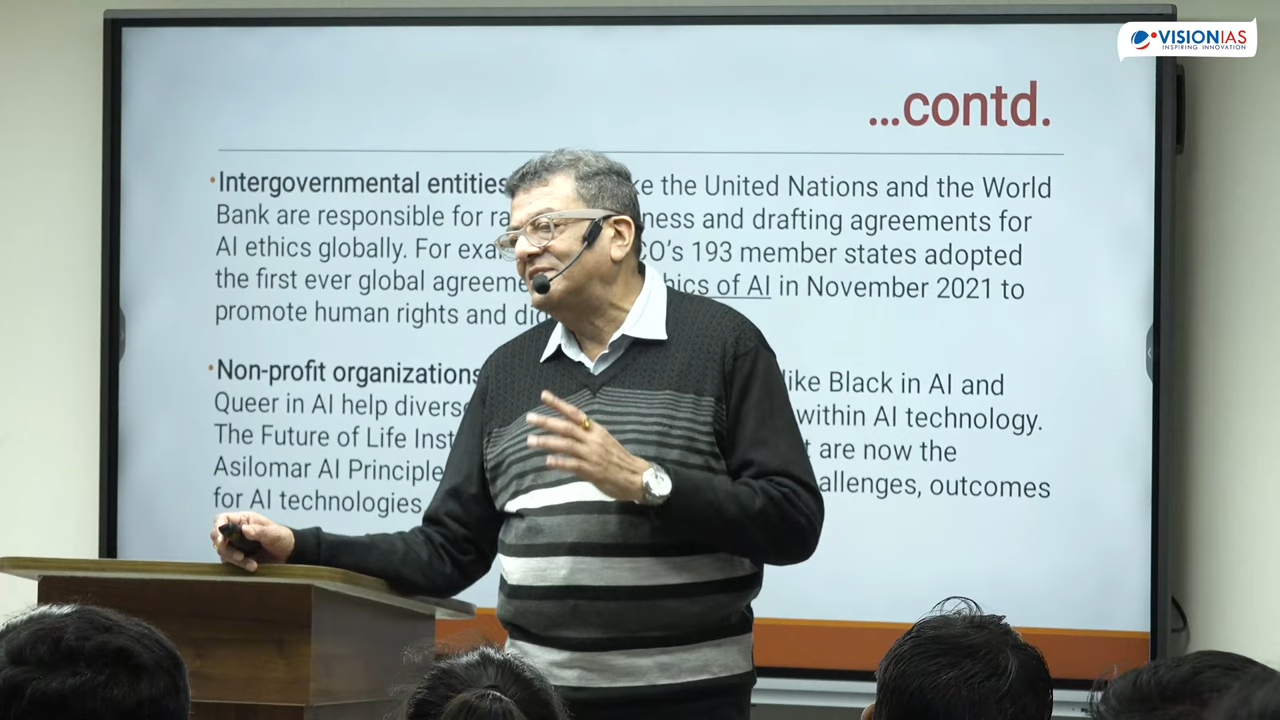 VISIONIAS
INSPIRING INNOVATION
...contd.
•Intergovernmental entities ke the United Nations and the World
Bank are responsible for ra ness and drafting agreements for
AI ethics globally. For exa CO's 193 member states adopted
the first ever global agreeme hics of AI in November 2021 to
promote human rights and di
•Non-profit organizations like Black in AI and
Queer in AI help divers within AI technology.
The Future of Life Inst t are now the
Asilomar AI Principle allenges, outcomes
for AI technologies